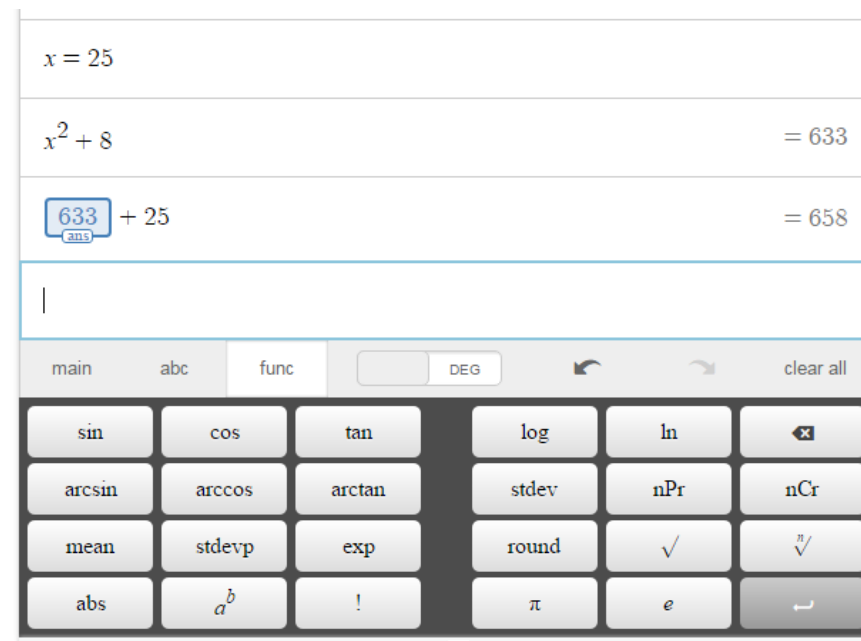 x = 25
x² + 8 = 633
633 + 25 = 658
ans
main abc func DEG clear all
sin cos tan log ln
arcsin arccos arctan stdev nPr nCr
mean stdevp exp round √ ⁿ√
abs aᵇ ! π e